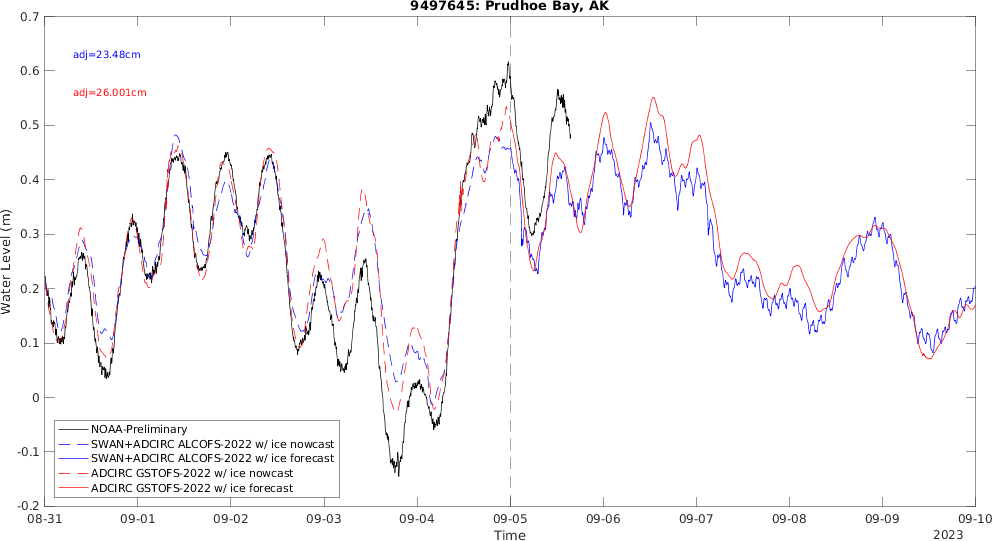 9497645: Prudhoe Bay, AK
adj=23.48cm
adj=26.001cm
Water Level (m)
0.7
0.6
0.5
0.4
0.3
0.2
0.1
0
-0.1
-0.2
NOAA-Preliminary
SWAN+ADCIRC ALCOFS-2022 w/ ice nowcast
SWAN+ADCIRC ALCOFS-2022 w/ ice forecast
ADCIRC GSTOFS-2022 w/ ice nowcast
ADCIRC GSTOFS-2022 w/ ice forecast
08-31 09-01 09-02 09-03 09-04 09-05 09-06 09-07 09-08 09-09 09-10
Time
2023